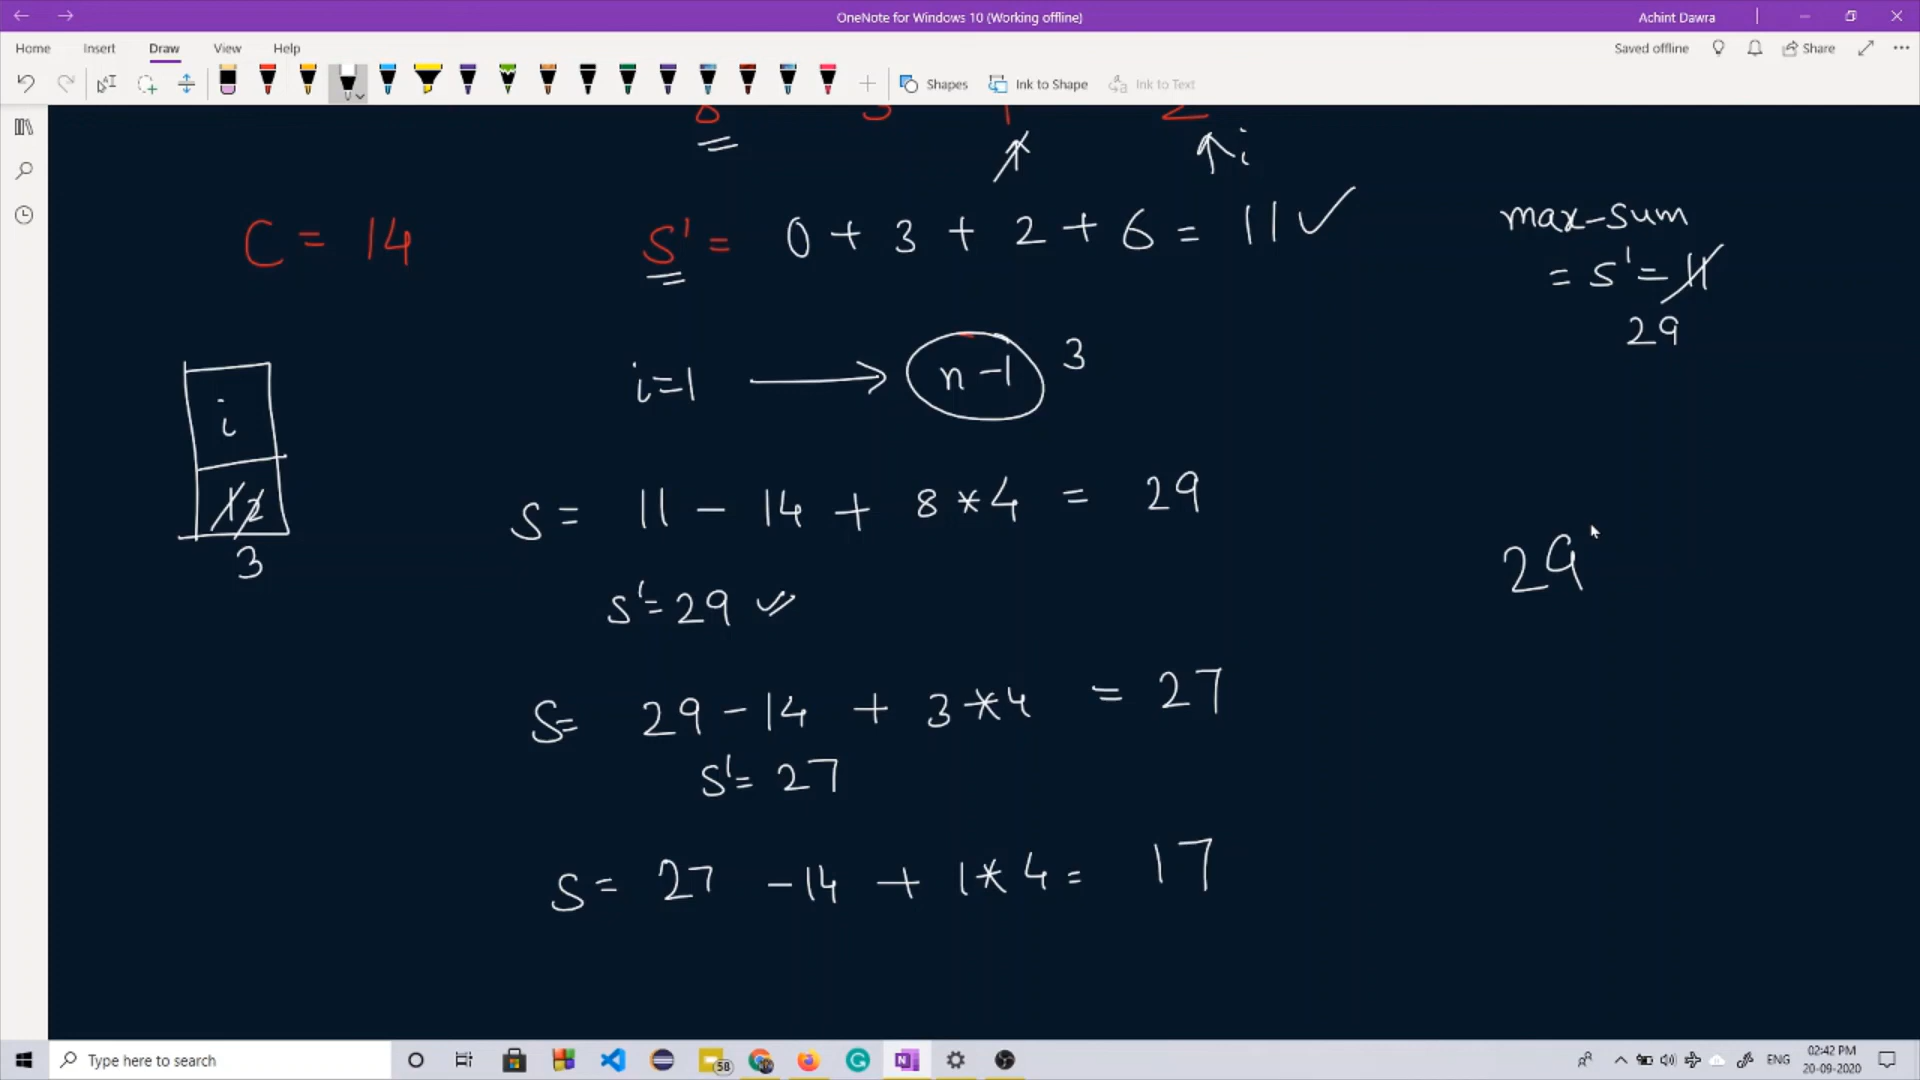 OneNote for Windows 10 (Working offline)
Achint Dawra
Home Insert Draw View Help
Saved offline
Share
Shapes
Ink to Shape
Ink to Text
i
C = 14
S' = 0 + 3 + 2 + 6 = 11 ✓
max-sum
= S' = 11
29
i=1 → n-1 3
i
1 2
3
S = 11 - 14 + 8 * 4 = 29
S' = 29 ✓
29
S= 29 - 14 + 3 * 4 = 27
S' = 27
S = 27 - 14 + 1 * 4 = 17
Type here to search
58
ENG
02:42 PM
20-09-2020